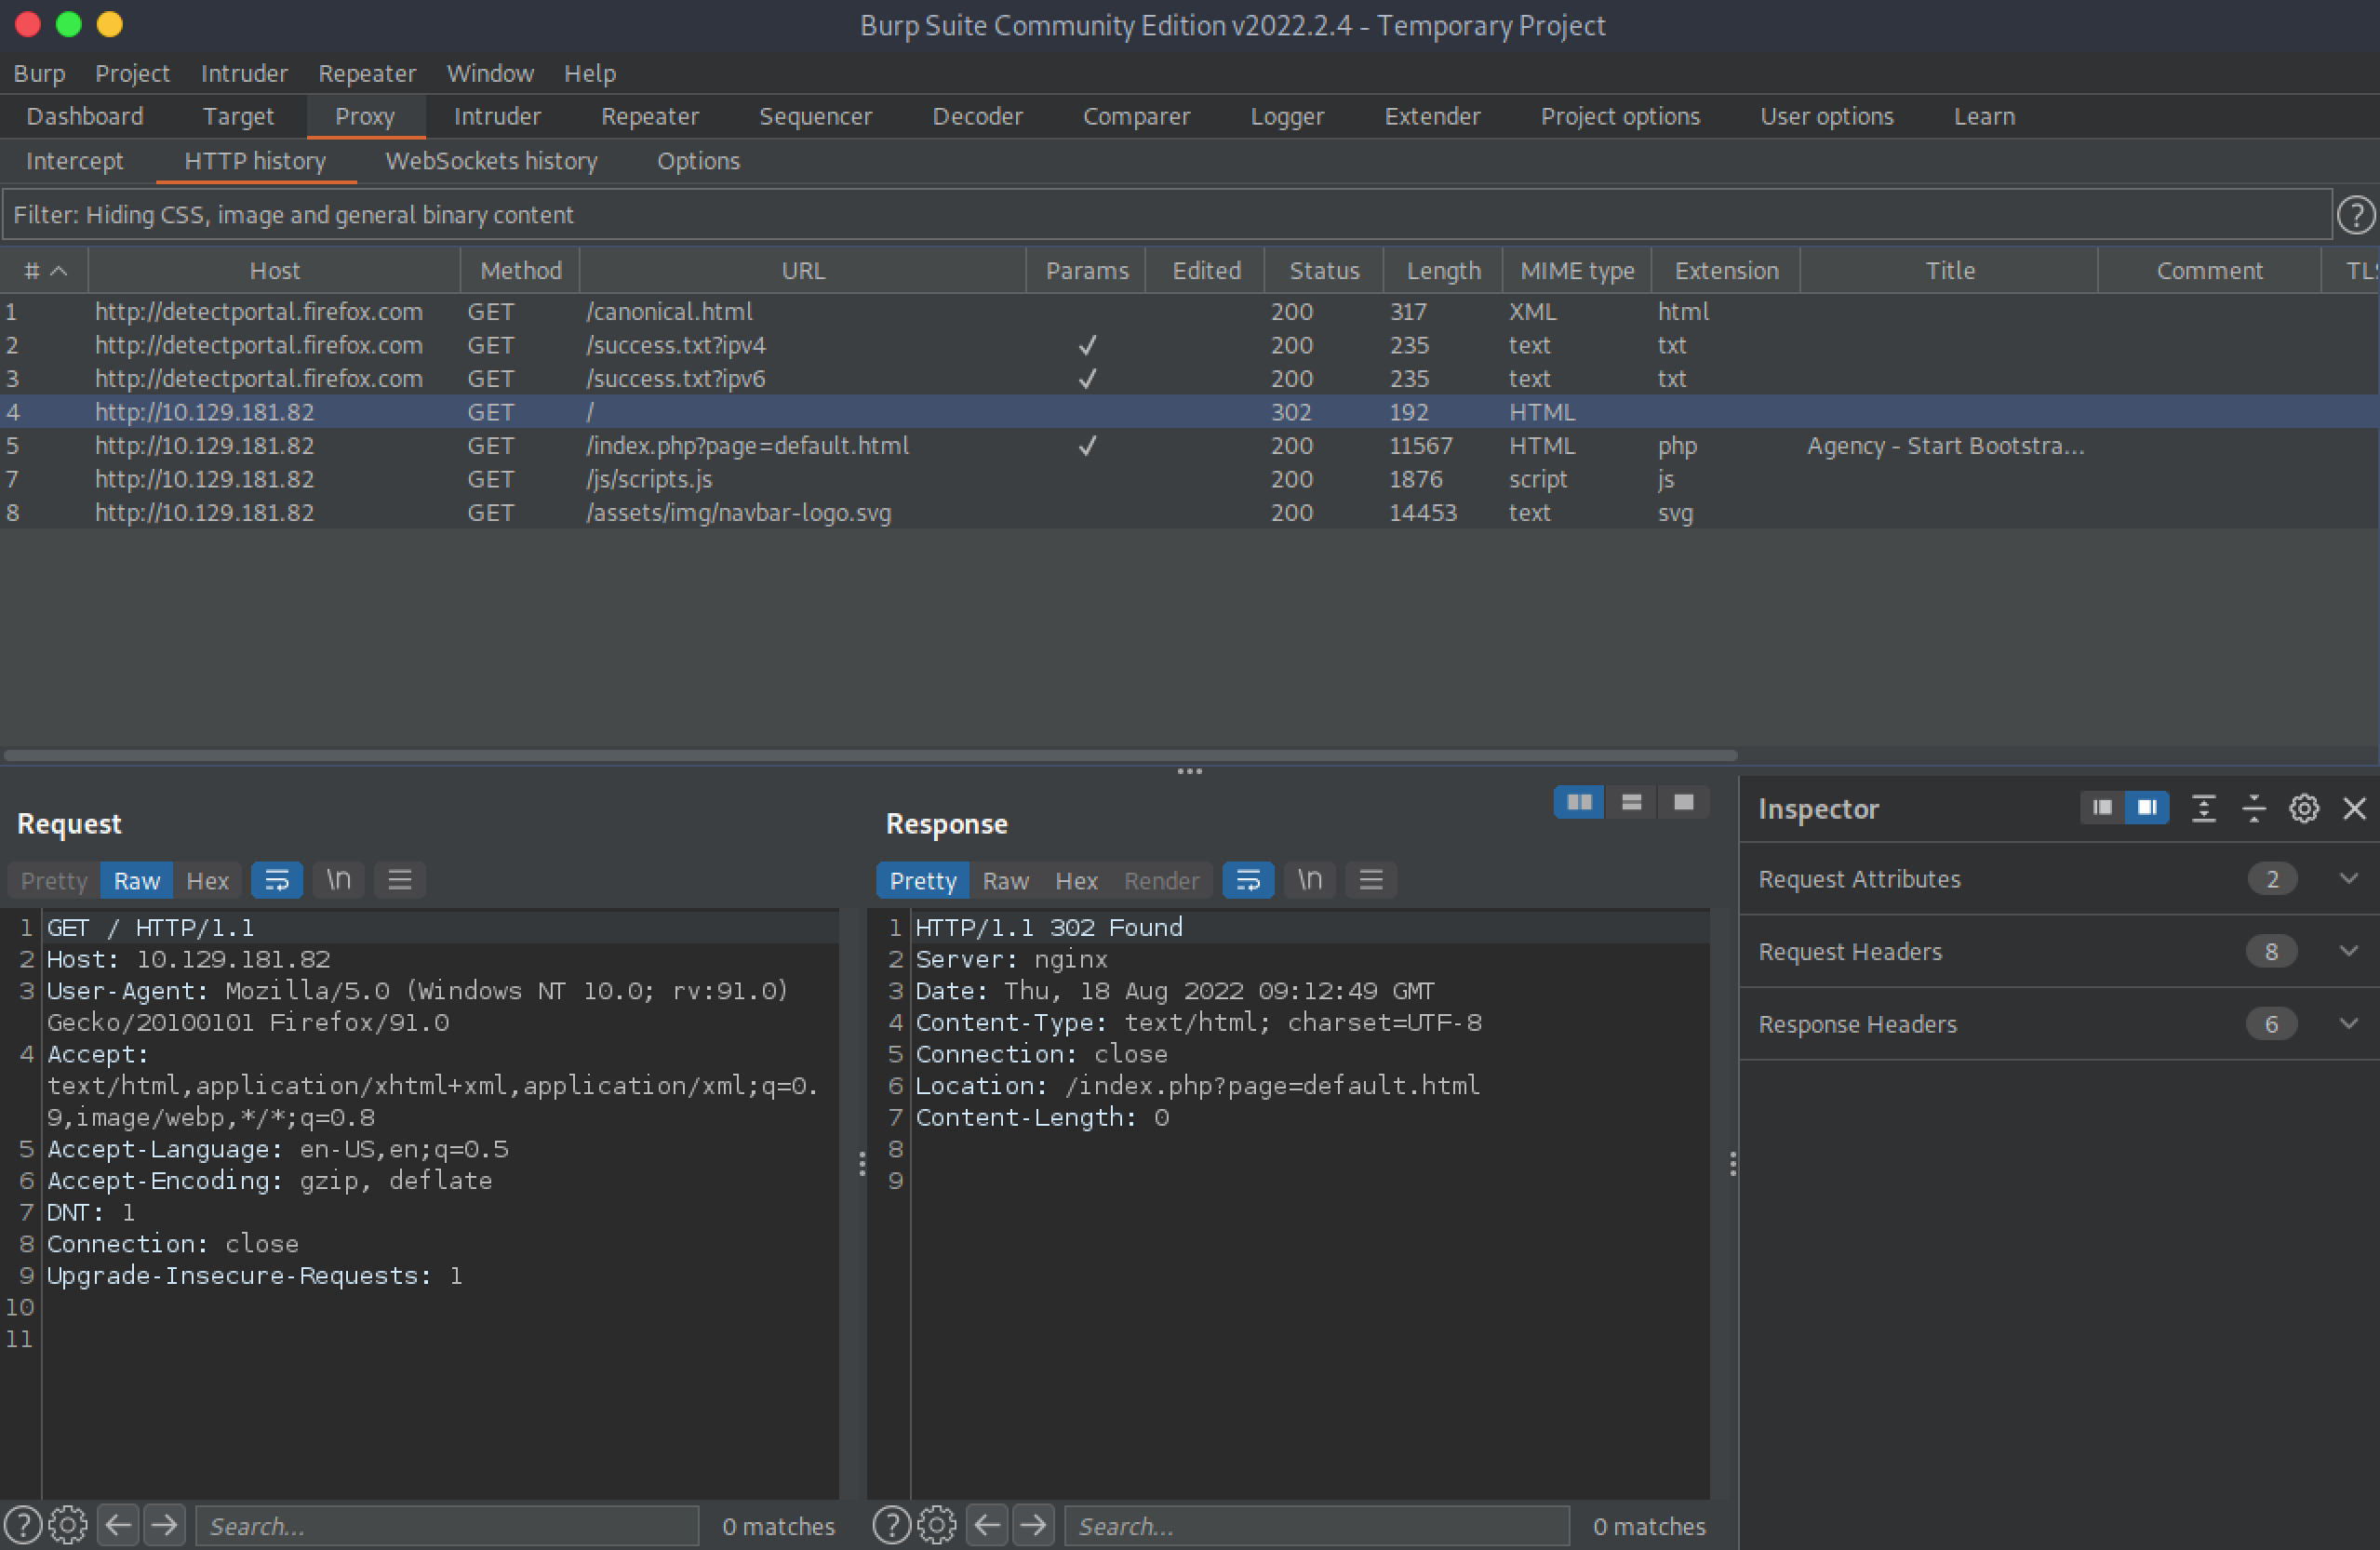 Burp Suite Community Edition v2022.2.4 - Temporary Project
Burp Project Intruder Repeater Window Help
Dashboard Target Proxy Intruder Repeater Sequencer Decoder Comparer Logger Extender Project options User options Learn
Intercept HTTP history WebSockets history Options
Filter: Hiding CSS, image and general binary content
# Host Method URL Params Edited Status Length MIME type Extension Title Comment
1 http://detectportal.firefox.com GET /canonical.html 200 317 XML html
2 http://detectportal.firefox.com GET /success.txt?ipv4 ✓ 200 235 text txt
3 http://detectportal.firefox.com GET /success.txt?ipv6 ✓ 200 235 text txt
4 http://10.129.181.82 GET / 302 192 HTML
5 http://10.129.181.82 GET /index.php?page=default.html ✓ 200 11567 HTML php Agency - Start Bootstra...
7 http://10.129.181.82 GET /js/scripts.js 200 1876 script js
8 http://10.129.181.82 GET /assets/img/navbar-logo.svg 200 14453 text svg
Request
Pretty Raw Hex \n
1 GET / HTTP/1.1
2 Host: 10.129.181.82
3 User-Agent: Mozilla/5.0 (Windows NT 10.0; rv:91.0)
Gecko/20100101 Firefox/91.0
4 Accept:
text/html,application/xhtml+xml,application/xml;q=0.
9,image/webp,*/*;q=0.8
5 Accept-Language: en-US,en;q=0.5
6 Accept-Encoding: gzip, deflate
7 DNT: 1
8 Connection: close
9 Upgrade-Insecure-Requests: 1
10
11
Search...
0 matches
Response
Pretty Raw Hex Render \n
1 HTTP/1.1 302 Found
2 Server: nginx
3 Date: Thu, 18 Aug 2022 09:12:49 GMT
4 Content-Type: text/html; charset=UTF-8
5 Connection: close
6 Location: /index.php?page=default.html
7 Content-Length: 0
8
9
Search...
0 matches
Inspector
Request Attributes 2
Request Headers 8
Response Headers 6